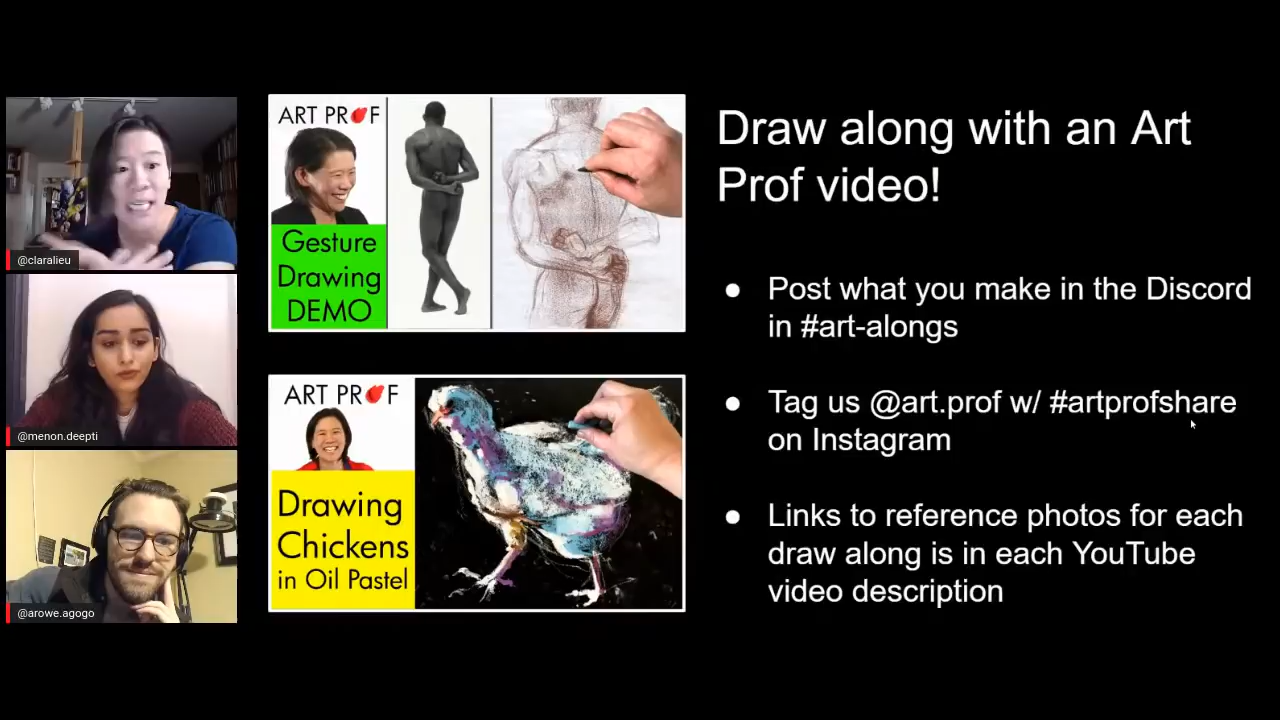 @claralieu
@menon.deepti
@arowe.agogo
ART PROF
Gesture
Drawing
DEMO
ART PROF
Drawing
Chickens
in Oil Pastel
Draw along with an Art
Prof video!
● Post what you make in the Discord
in #art-alongs
● Tag us @art.prof w/ #artprofshare
on Instagram
● Links to reference photos for each
draw along is in each YouTube
video description